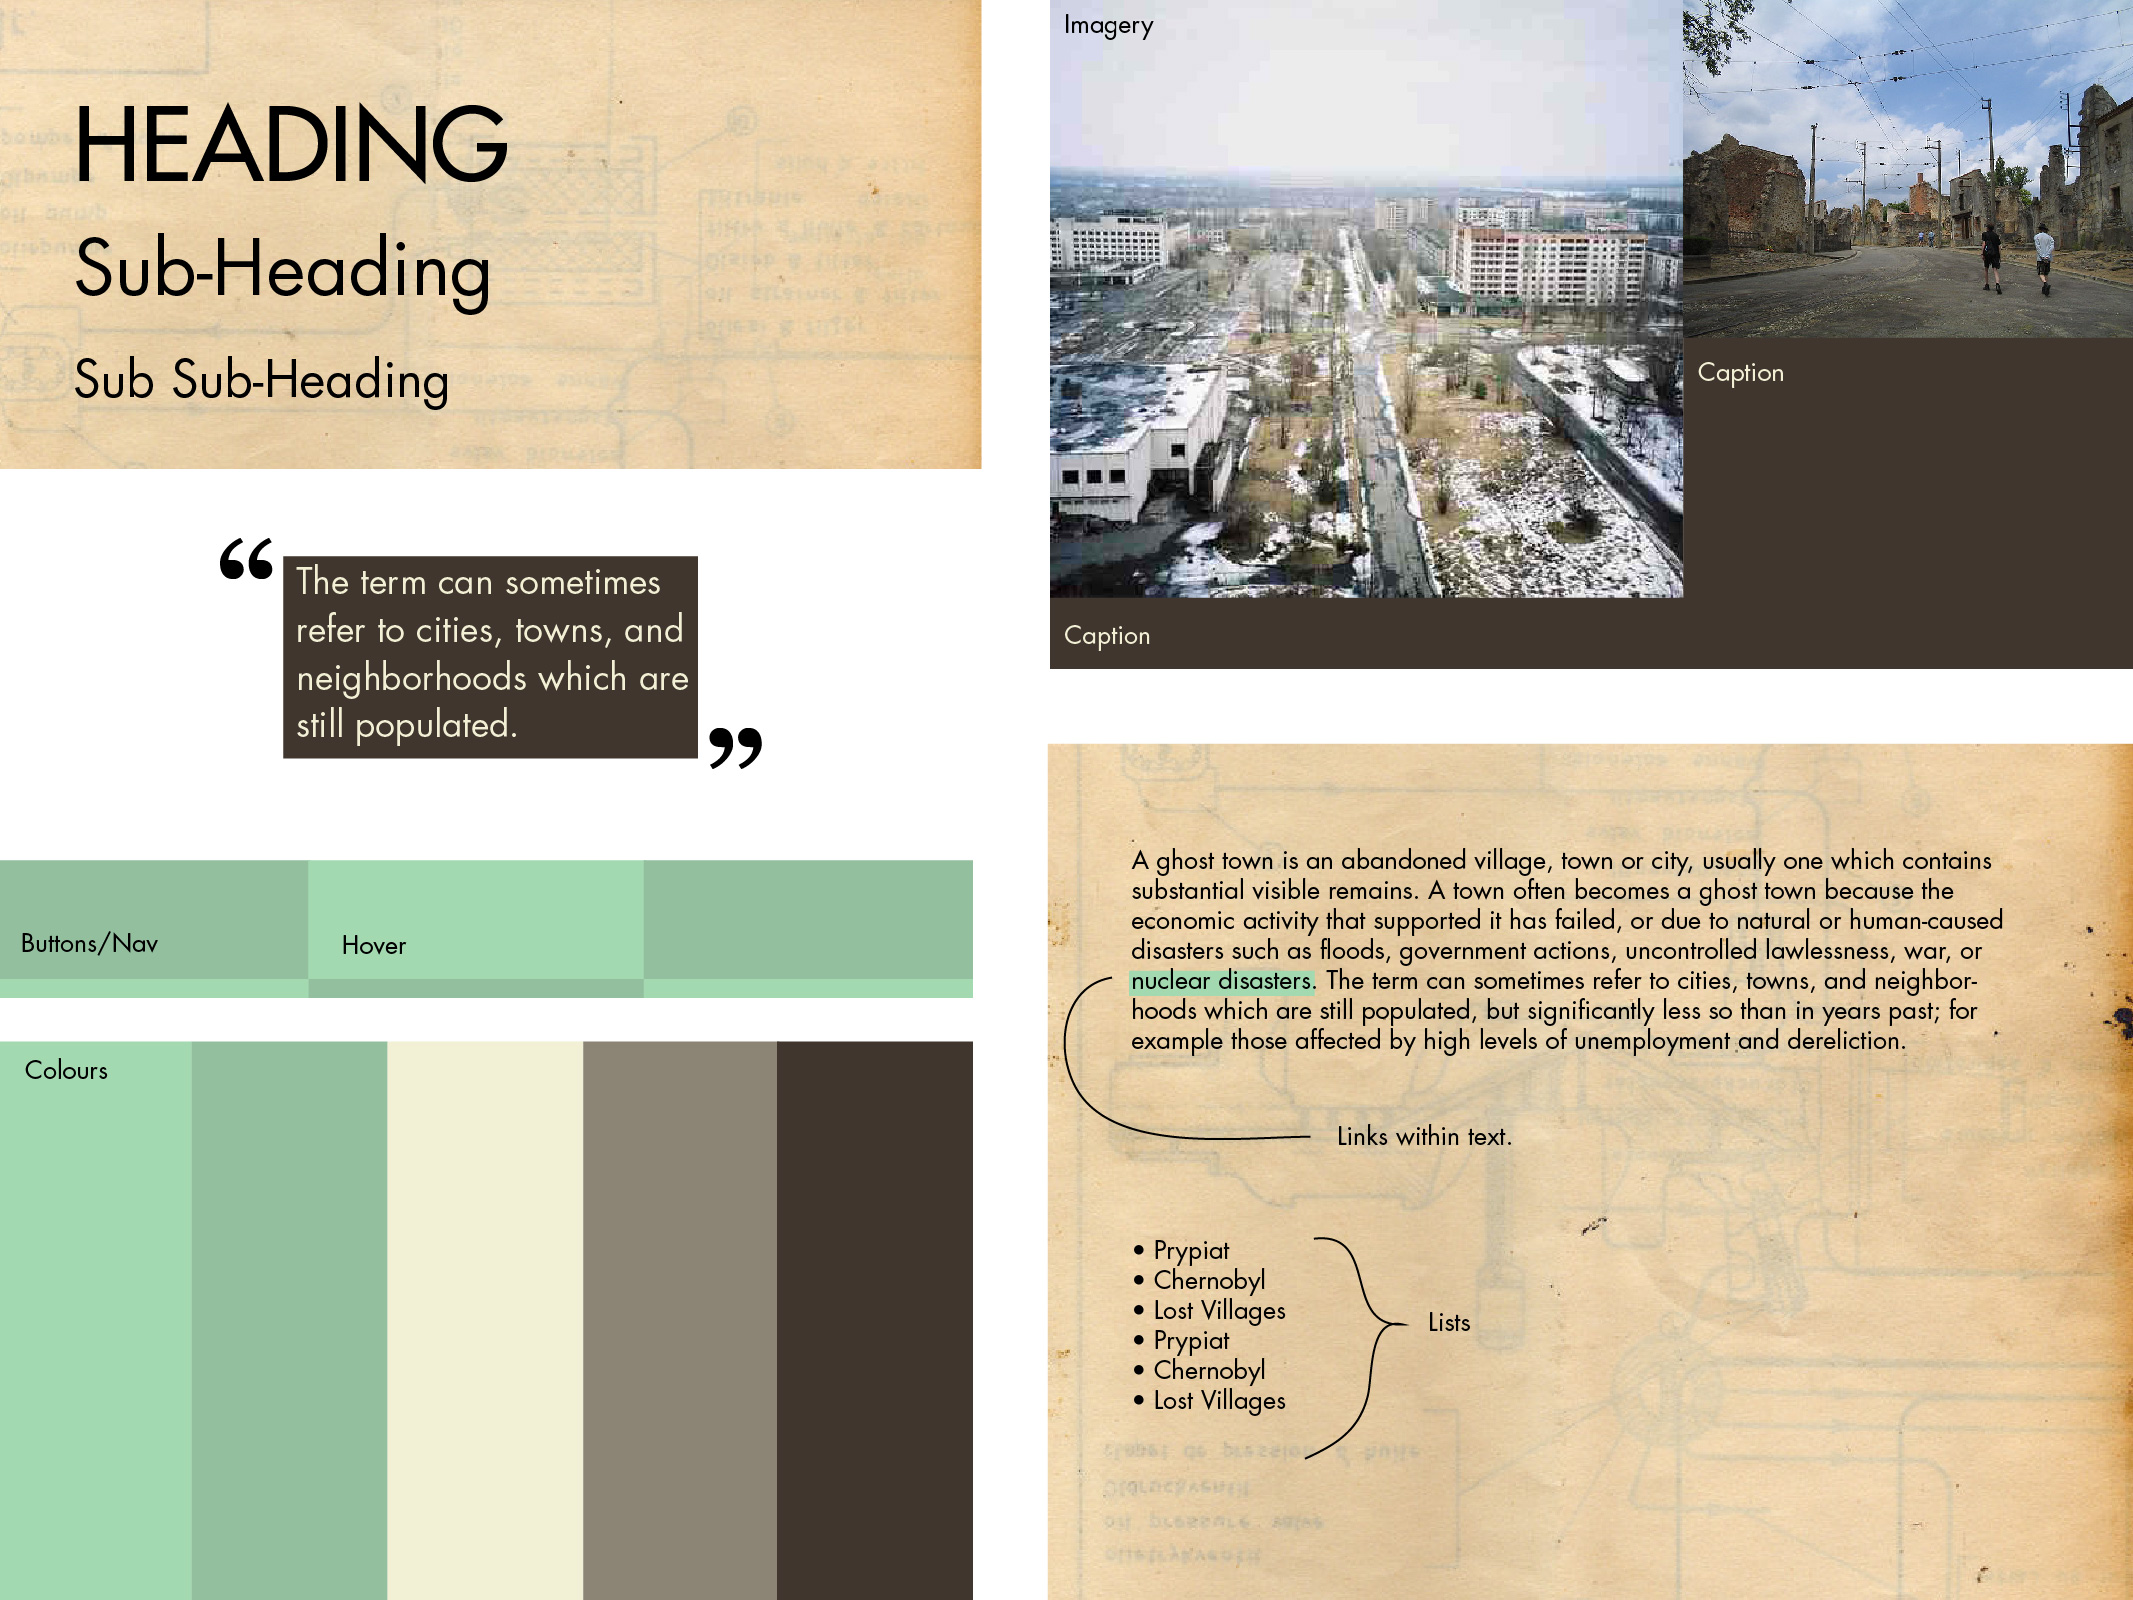 HEADING
Sub-Heading
Sub Sub-Heading
“
The term can sometimes
refer to cities, towns, and
neighborhoods which are
still populated.
”
Buttons/Nav
Hover
Colours
Imagery
Caption
Caption
A ghost town is an abandoned village, town or city, usually one which contains
substantial visible remains. A town often becomes a ghost town because the
economic activity that supported it has failed, or due to natural or human-caused
disasters such as floods, government actions, uncontrolled lawlessness, war, or
nuclear disasters. The term can sometimes refer to cities, towns, and neighbor-
hoods which are still populated, but significantly less so than in years past; for
example those affected by high levels of unemployment and dereliction.
Links within text.
• Prypiat
• Chernobyl
• Lost Villages
• Prypiat
• Chernobyl
• Lost Villages
Lists